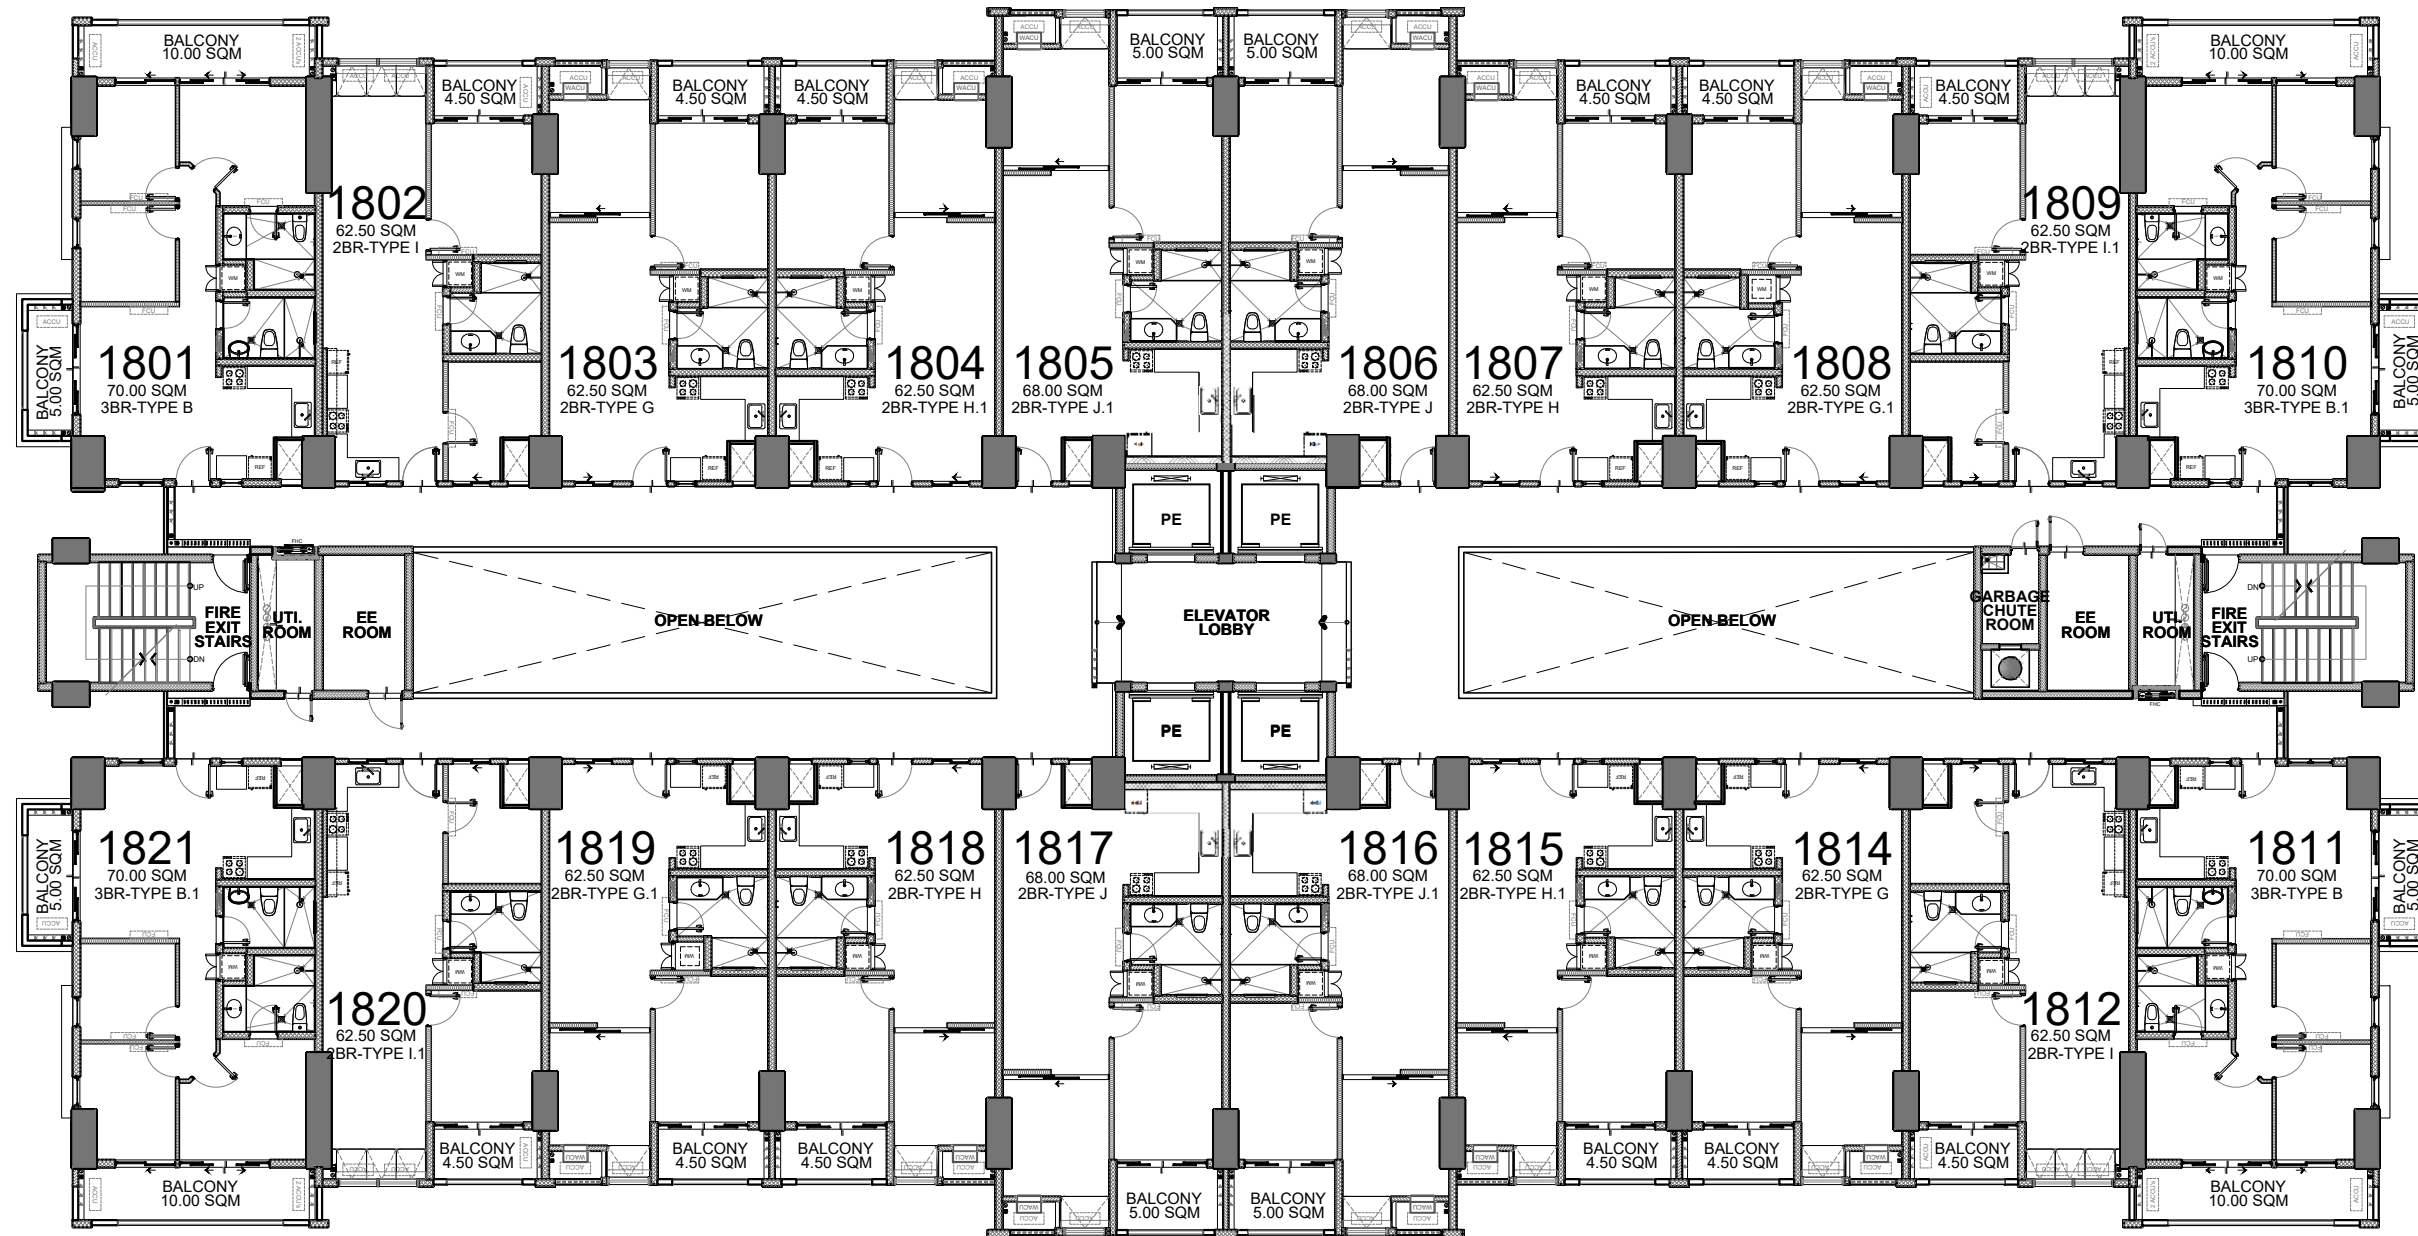 BALCONY
10.00 SQM
BALCONY
4.50 SQM
BALCONY
4.50 SQM
BALCONY
4.50 SQM
BALCONY
5.00 SQM
BALCONY
5.00 SQM
BALCONY
4.50 SQM
BALCONY
4.50 SQM
BALCONY
4.50 SQM
BALCONY
10.00 SQM
1801
70.00 SQM
3BR-TYPE B
BALCONY
5.00 SQM
1802
62.50 SQM
2BR-TYPE I
1803
62.50 SQM
2BR-TYPE G
1804
62.50 SQM
2BR-TYPE H.1
1805
68.00 SQM
2BR-TYPE J.1
1806
68.00 SQM
2BR-TYPE J
1807
62.50 SQM
2BR-TYPE H
1808
62.50 SQM
2BR-TYPE G.1
1809
62.50 SQM
2BR-TYPE I.1
1810
70.00 SQM
3BR-TYPE B.1
BALCONY
5.00 SQM
PE
PE
FHC
UP
DN
FIRE
EXIT
STAIRS
UTI.
ROOM
EE
ROOM
OPEN BELOW
ELEVATOR
LOBBY
OPEN BELOW
GARBAGE
CHUTE
ROOM
EE
ROOM
UTI.
ROOM
FIRE
EXIT
STAIRS
DN
UP
FHC
PE
PE
1821
70.00 SQM
3BR-TYPE B.1
BALCONY
5.00 SQM
1820
62.50 SQM
2BR-TYPE I.1
1819
62.50 SQM
2BR-TYPE G.1
1818
62.50 SQM
2BR-TYPE H
1817
68.00 SQM
2BR-TYPE J
1816
68.00 SQM
2BR-TYPE J.1
1815
62.50 SQM
2BR-TYPE H.1
1814
62.50 SQM
2BR-TYPE G
1812
62.50 SQM
2BR-TYPE I
1811
70.00 SQM
3BR-TYPE B
BALCONY
5.00 SQM
BALCONY
10.00 SQM
BALCONY
4.50 SQM
BALCONY
4.50 SQM
BALCONY
4.50 SQM
BALCONY
5.00 SQM
BALCONY
5.00 SQM
BALCONY
4.50 SQM
BALCONY
4.50 SQM
BALCONY
4.50 SQM
BALCONY
10.00 SQM